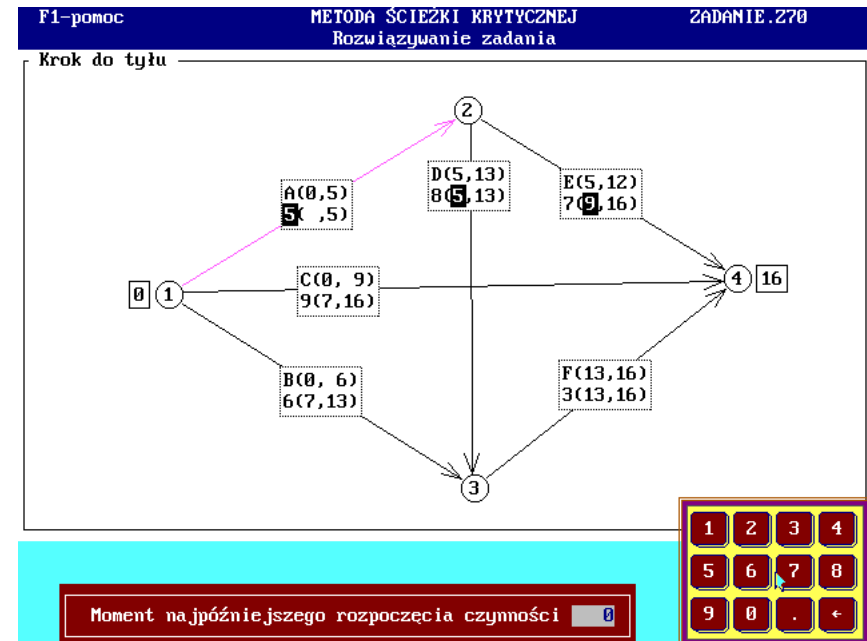 F1-pomoc METODA ŚCIEŻKI KRYTYCZNEJ ZADANIE.Z70
Rozwiązywanie zadania
Krok do tyłu
2
D(5,13)
8(5,13)
E(5,12)
7(9,16)
A(0,5)
5( ,5)
0 1
C(0, 9)
9(7,16)
4 16
B(0, 6)
6(7,13)
F(13,16)
3(13,16)
3
1 2 3 4
5 6 7 8
9 0 . ←
Moment najpóźniejszego rozpoczęcia czynności 0